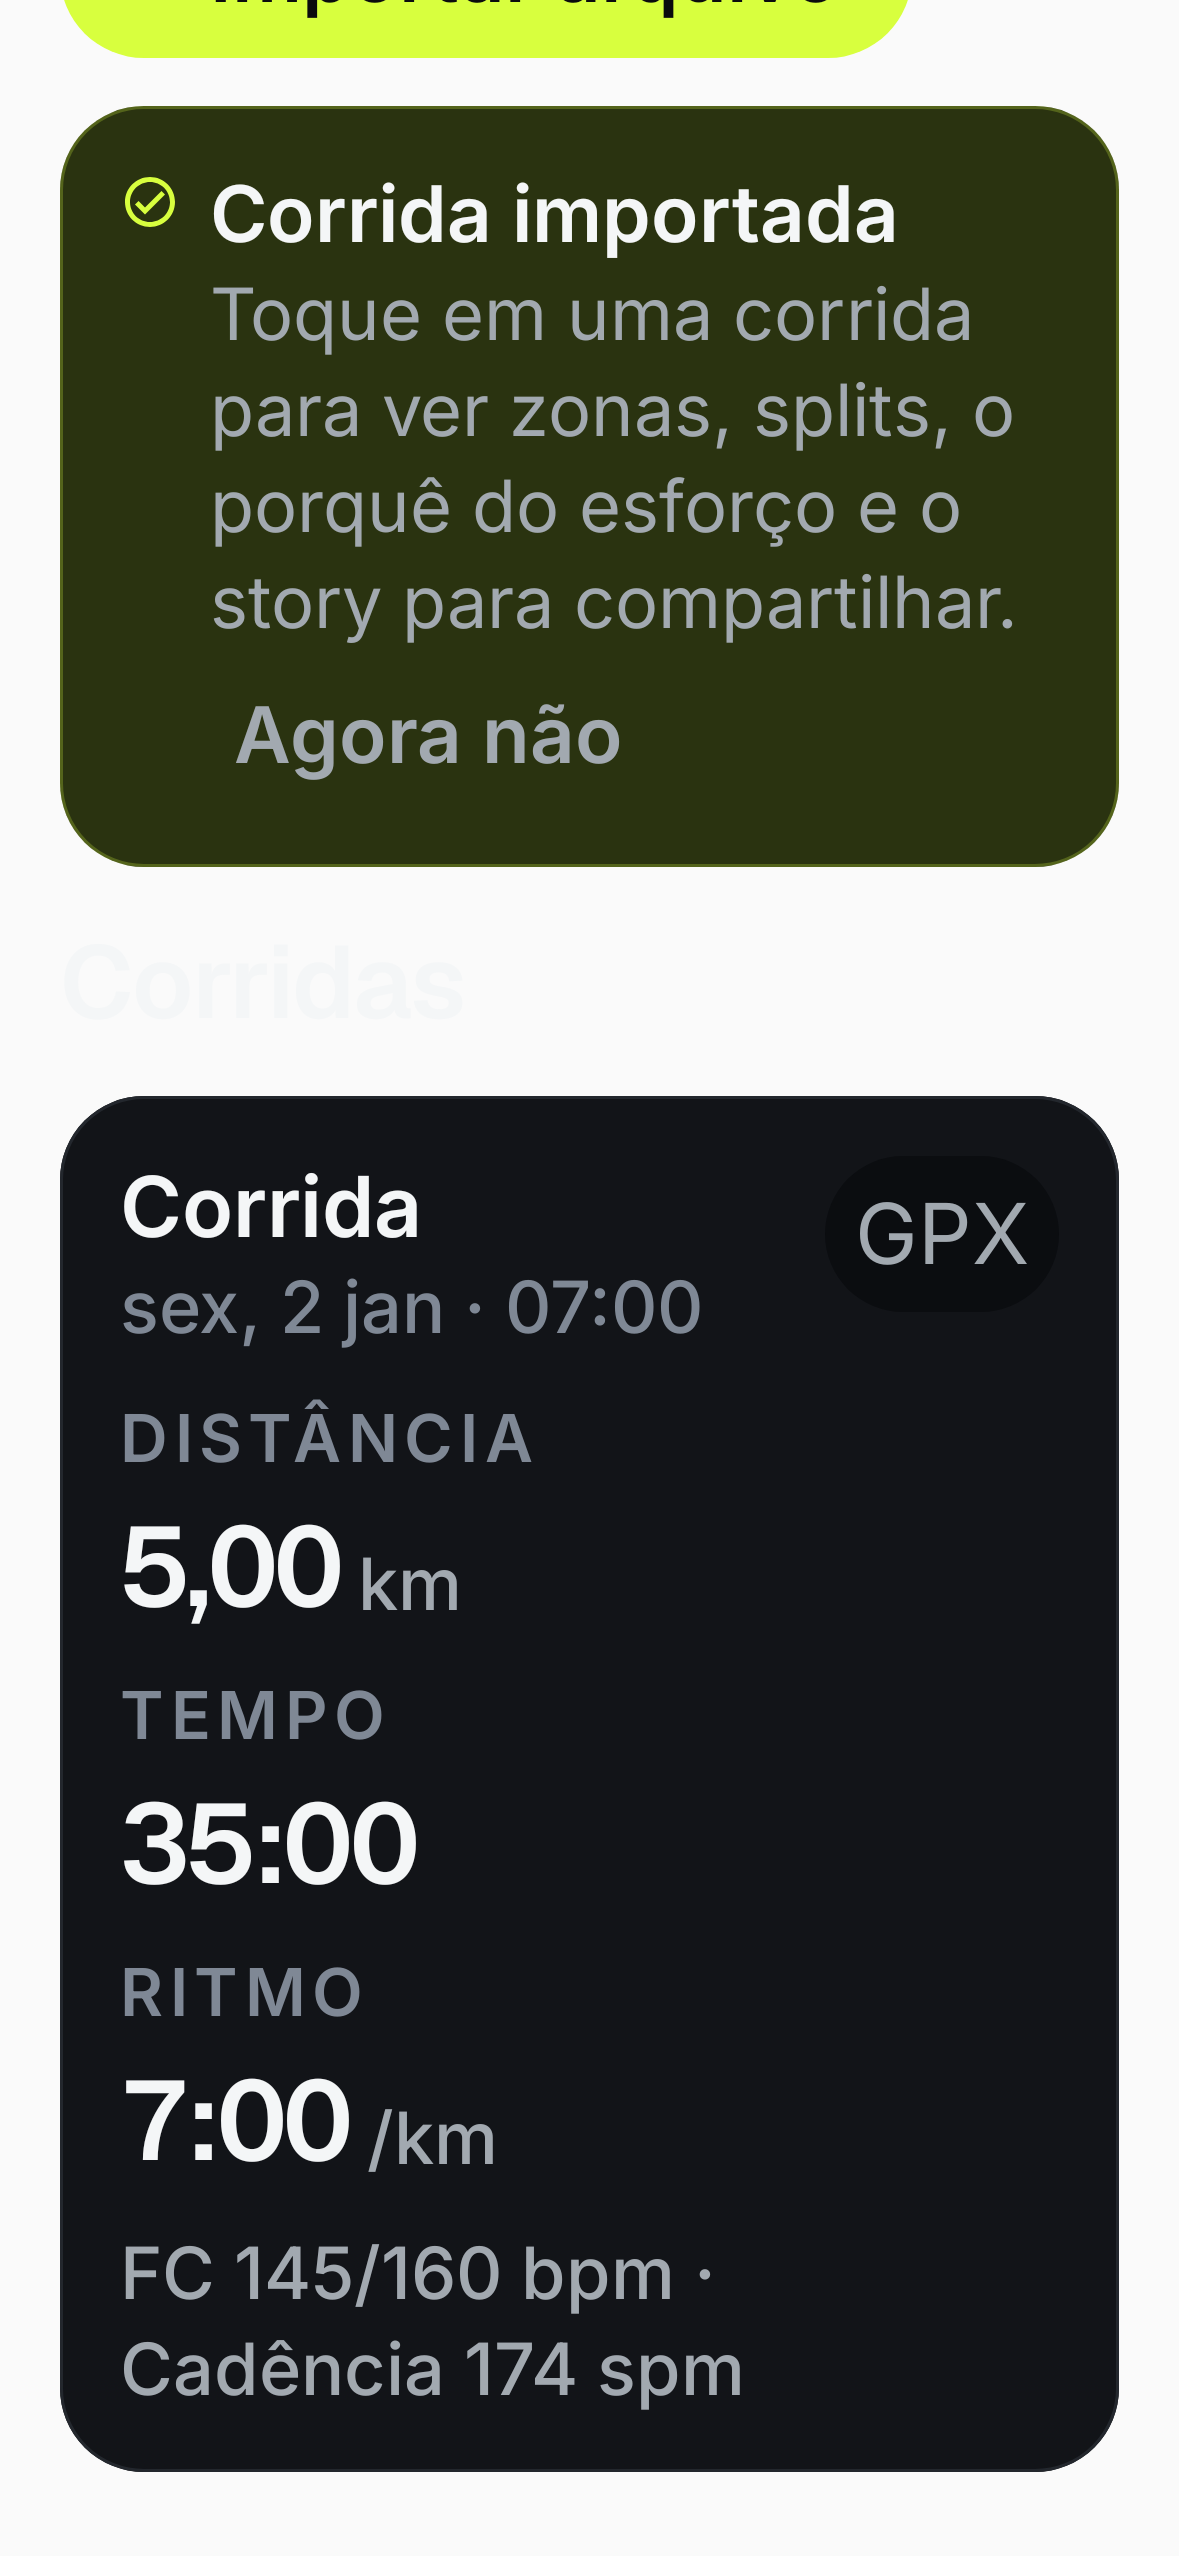 Importar arquivo
Corrida importada
Toque em uma corrida
para ver zonas, splits, o
porquê do esforço e o
story para compartilhar.
Agora não
Corridas
Corrida
GPX
sex, 2 jan · 07:00
DISTÂNCIA
5,00 km
TEMPO
35:00
RITMO
7:00 /km
FC 145/160 bpm ·
Cadência 174 spm